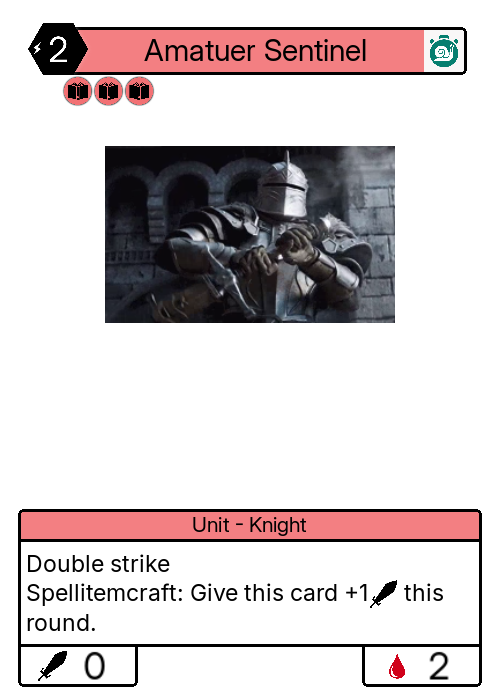 2
Amatuer Sentinel
Unit - Knight
Double strike
Spellitemcraft: Give this card +1 this
round.
0
2